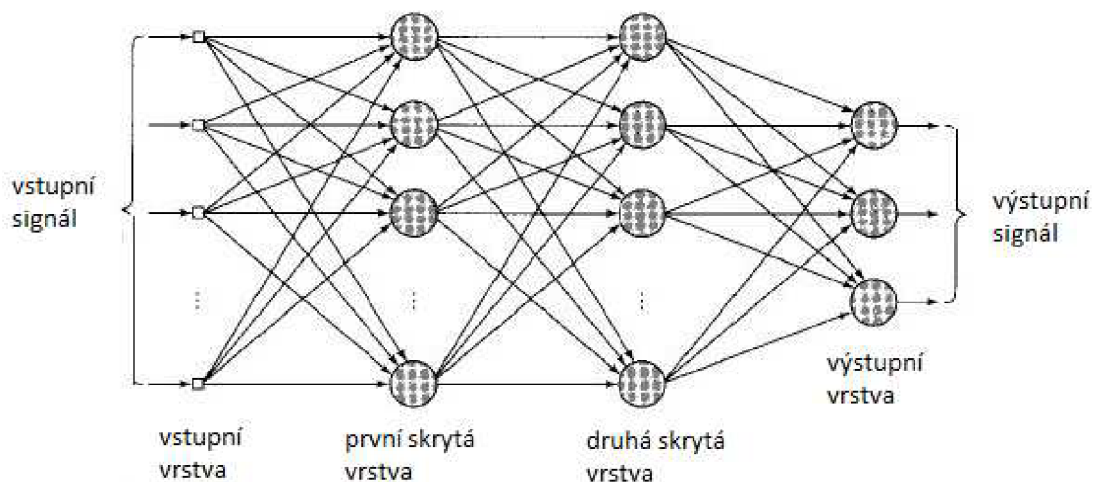 vstupní
signál
výstupní
signál
výstupní
vrstva
vstupní
vrstva
první skrytá
vrstva
druhá skrytá
vrstva